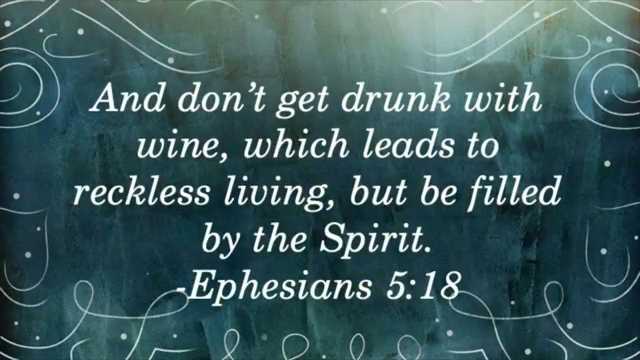 And don’t get drunk with
wine, which leads to
reckless living, but be filled
by the Spirit.
-Ephesians 5:18